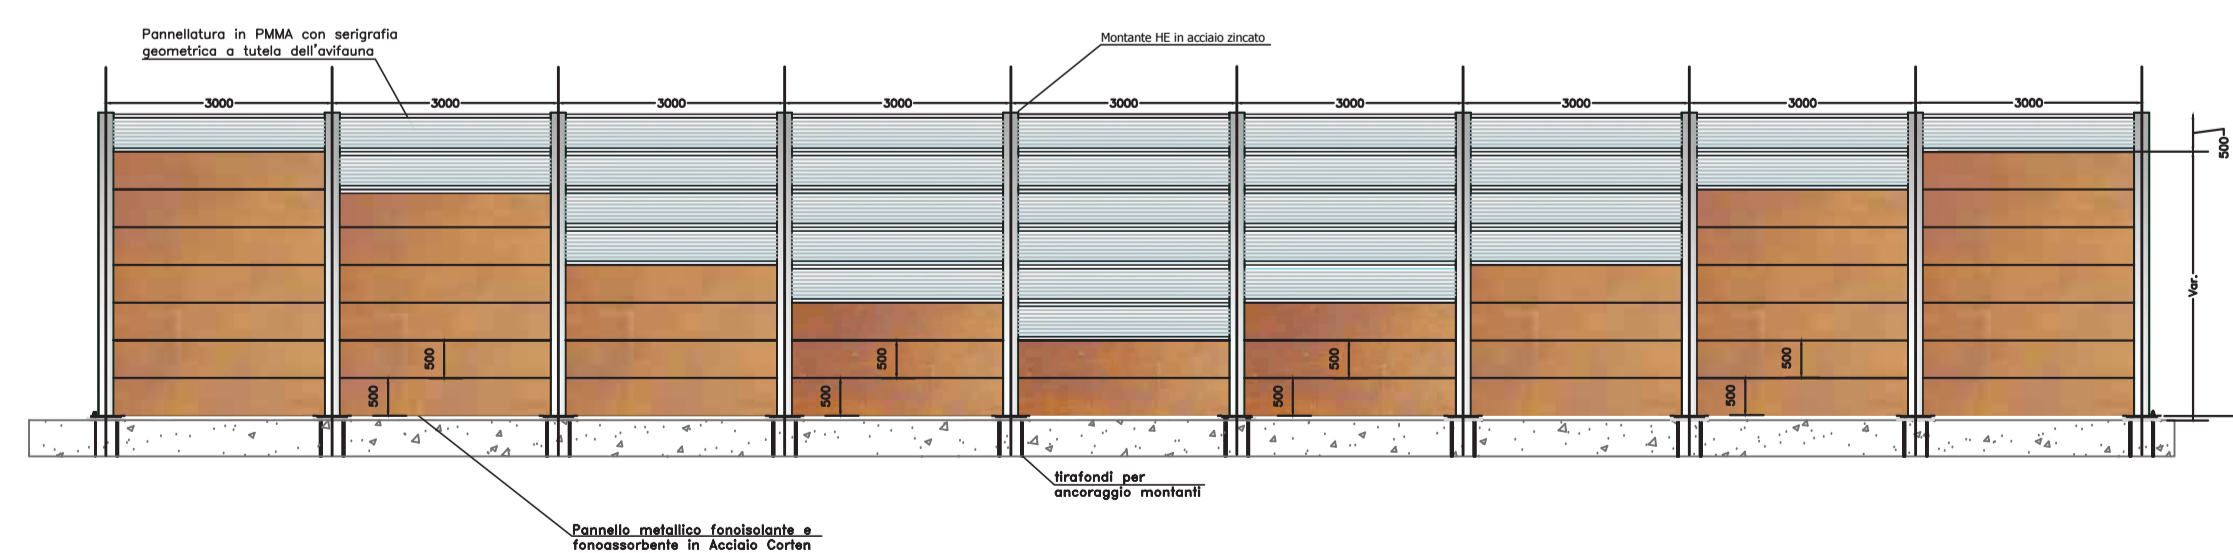 Pannellatura in PMMA con serigrafia
geometrica a tutela dell'avifauna
Montante HE in acciaio zincato
3000
3000
3000
3000
3000
3000
3000
3000
3000
500
Var.
500
500
500
500
500
500
500
500
tirafondi per
ancoraggio montanti
Pannello metallico fonoisolante e
fonoassorbente in Acciaio Corten